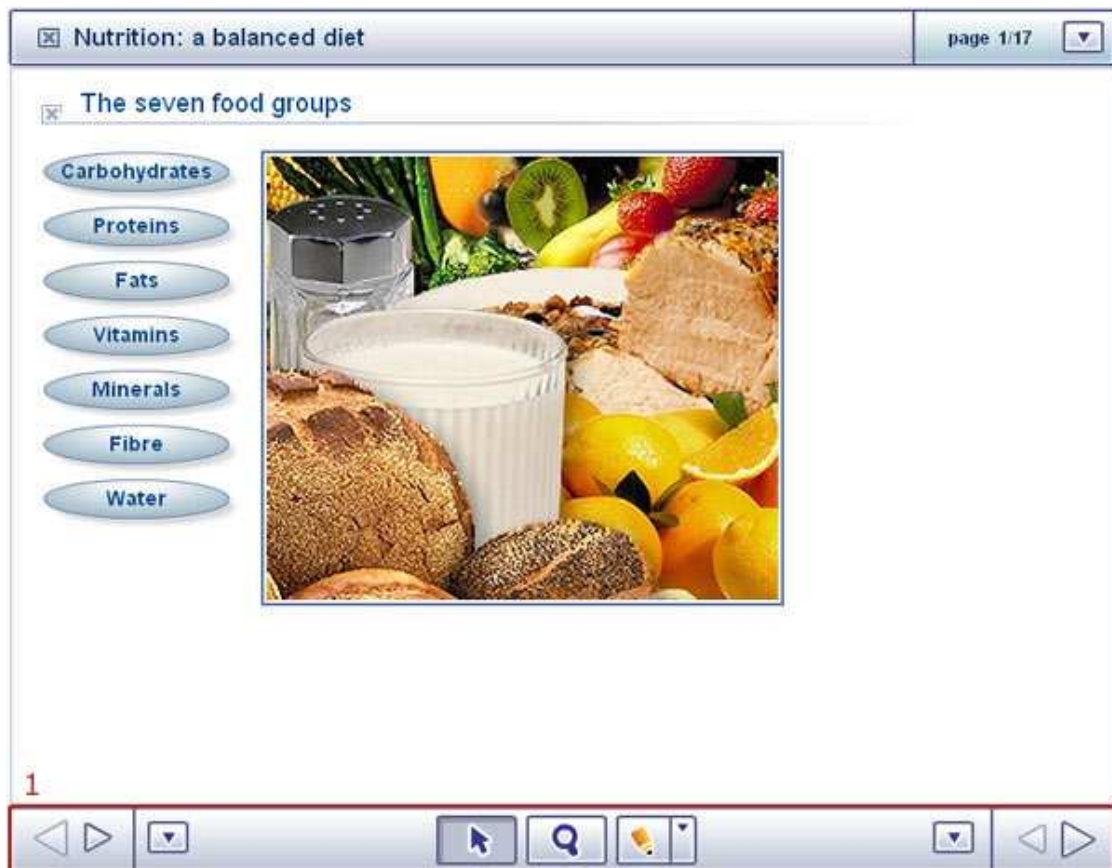 Nutrition: a balanced diet
page 1/17
The seven food groups
Carbohydrates
Proteins
Fats
Vitamins
Minerals
Fibre
Water
1